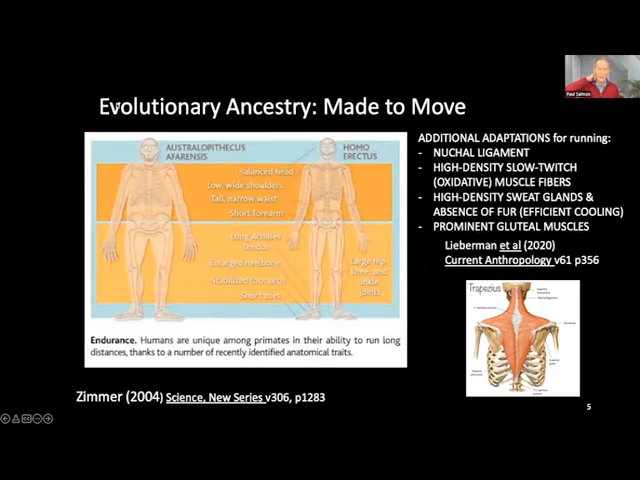 Paul Salmon
Evolutionary Ancestry: Made to Move
AUSTRALOPITHECUS
AFARENSIS
HOMO
ERECTUS
Balanced head
Low, wide shoulders
Tall, narrow waist
Short forearm
Long Achilles
tendon
Enlarged heelbone
Stabilized foot arch
Short toes
Large hip,
knee, and
ankle
joints
Endurance. Humans are unique among primates in their ability to run long
distances, thanks to a number of recently identified anatomical traits.
Zimmer (2004) Science, New Series v306, p1283
ADDITIONAL ADAPTATIONS for running:
- NUCHAL LIGAMENT
- HIGH-DENSITY SLOW-TWITCH
(OXIDATIVE) MUSCLE FIBERS
- HIGH-DENSITY SWEAT GLANDS &
ABSENCE OF FUR (EFFICIENT COOLING)
- PROMINENT GLUTEAL MUSCLES
Lieberman et al (2020)
Current Anthropology v61 p356
Trapezius
5